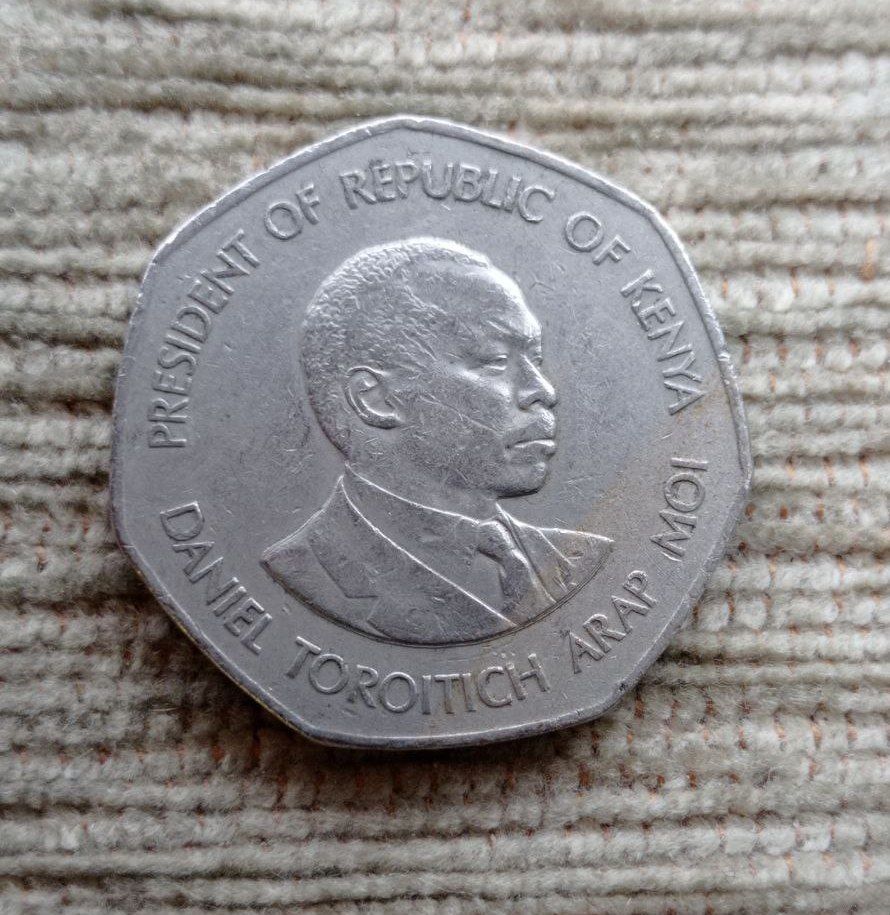 PRESIDENT OF REPUBLIC OF KENYA
DANIEL TOROITICH ARAP MOI